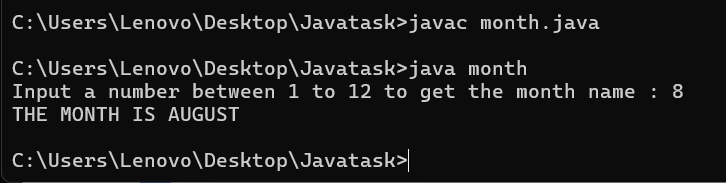 C:\Users\Lenovo\Desktop\Javatask>javac month.java
C:\Users\Lenovo\Desktop\Javatask>java month
Input a number between 1 to 12 to get the month name : 8
THE MONTH IS AUGUST
C:\Users\Lenovo\Desktop\Javatask>